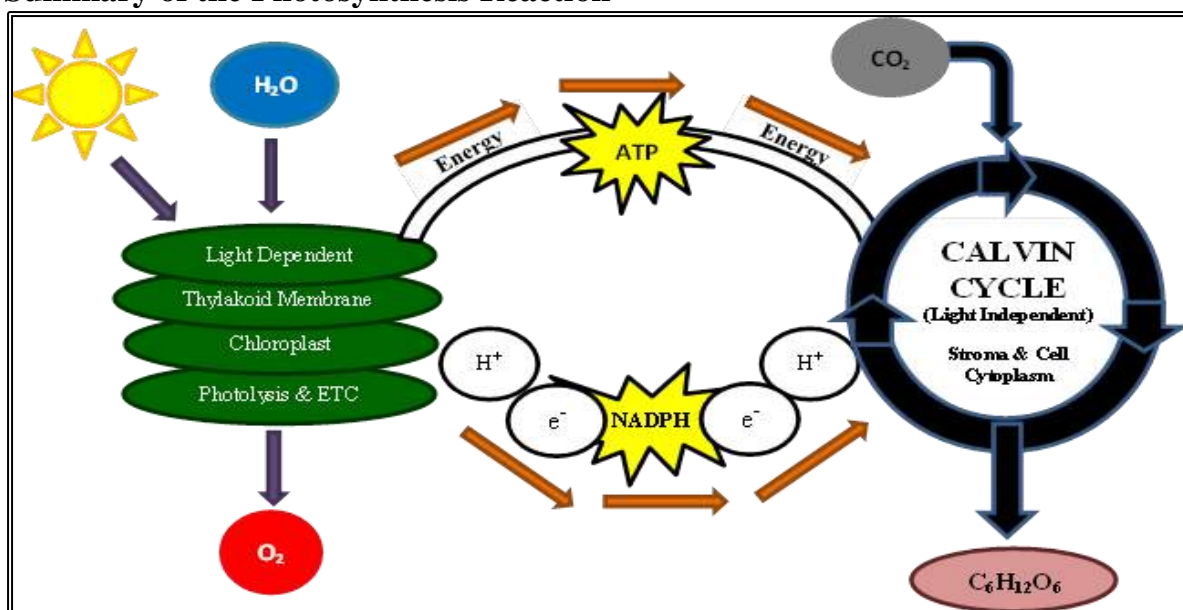 Summary of the Photosynthesis Reaction
H₂O
CO₂
Energy
ATP
Energy
Light Dependent
Thylakoid Membrane
Chloroplast
Photolysis & ETC
H⁺
e⁻
NADPH
e⁻
H⁺
CALVIN
CYCLE
(Light Independent)
Stroma & Cell
Cytoplasm
O₂
C₆H₁₂O₆